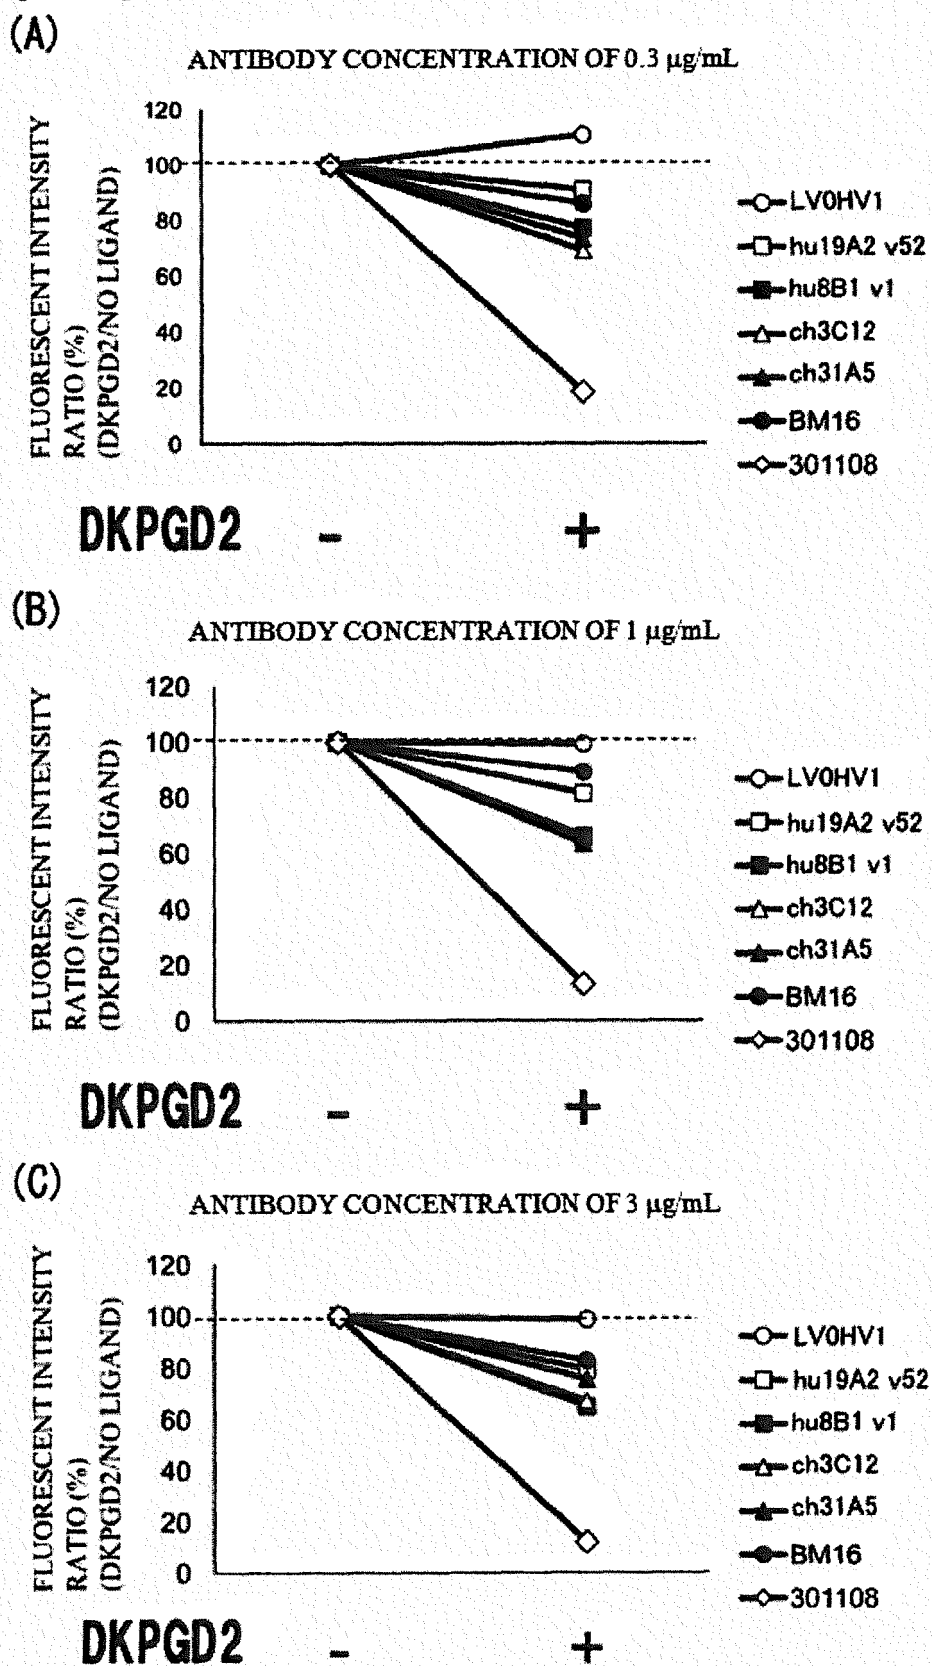 (A)
ANTIBODY CONCENTRATION OF 0.3 μg/mL
FLUORESCENT INTENSITY
RATIO (%)
(DKPGD2/NO LIGAND)
120
100
80
60
40
20
0
LV0HV1
hu19A2 v52
hu8B1 v1
ch3C12
ch31A5
BM16
301108
DKPGD2 - +
(B)
ANTIBODY CONCENTRATION OF 1 μg/mL
FLUORESCENT INTENSITY
RATIO (%)
(DKPGD2/NO LIGAND)
120
100
80
60
40
20
0
LV0HV1
hu19A2 v52
hu8B1 v1
ch3C12
ch31A5
BM16
301108
DKPGD2 - +
(C)
ANTIBODY CONCENTRATION OF 3 μg/mL
FLUORESCENT INTENSITY
RATIO (%)
(DKPGD2/NO LIGAND)
120
100
80
60
40
20
0
LV0HV1
hu19A2 v52
hu8B1 v1
ch3C12
ch31A5
BM16
301108
DKPGD2 - +